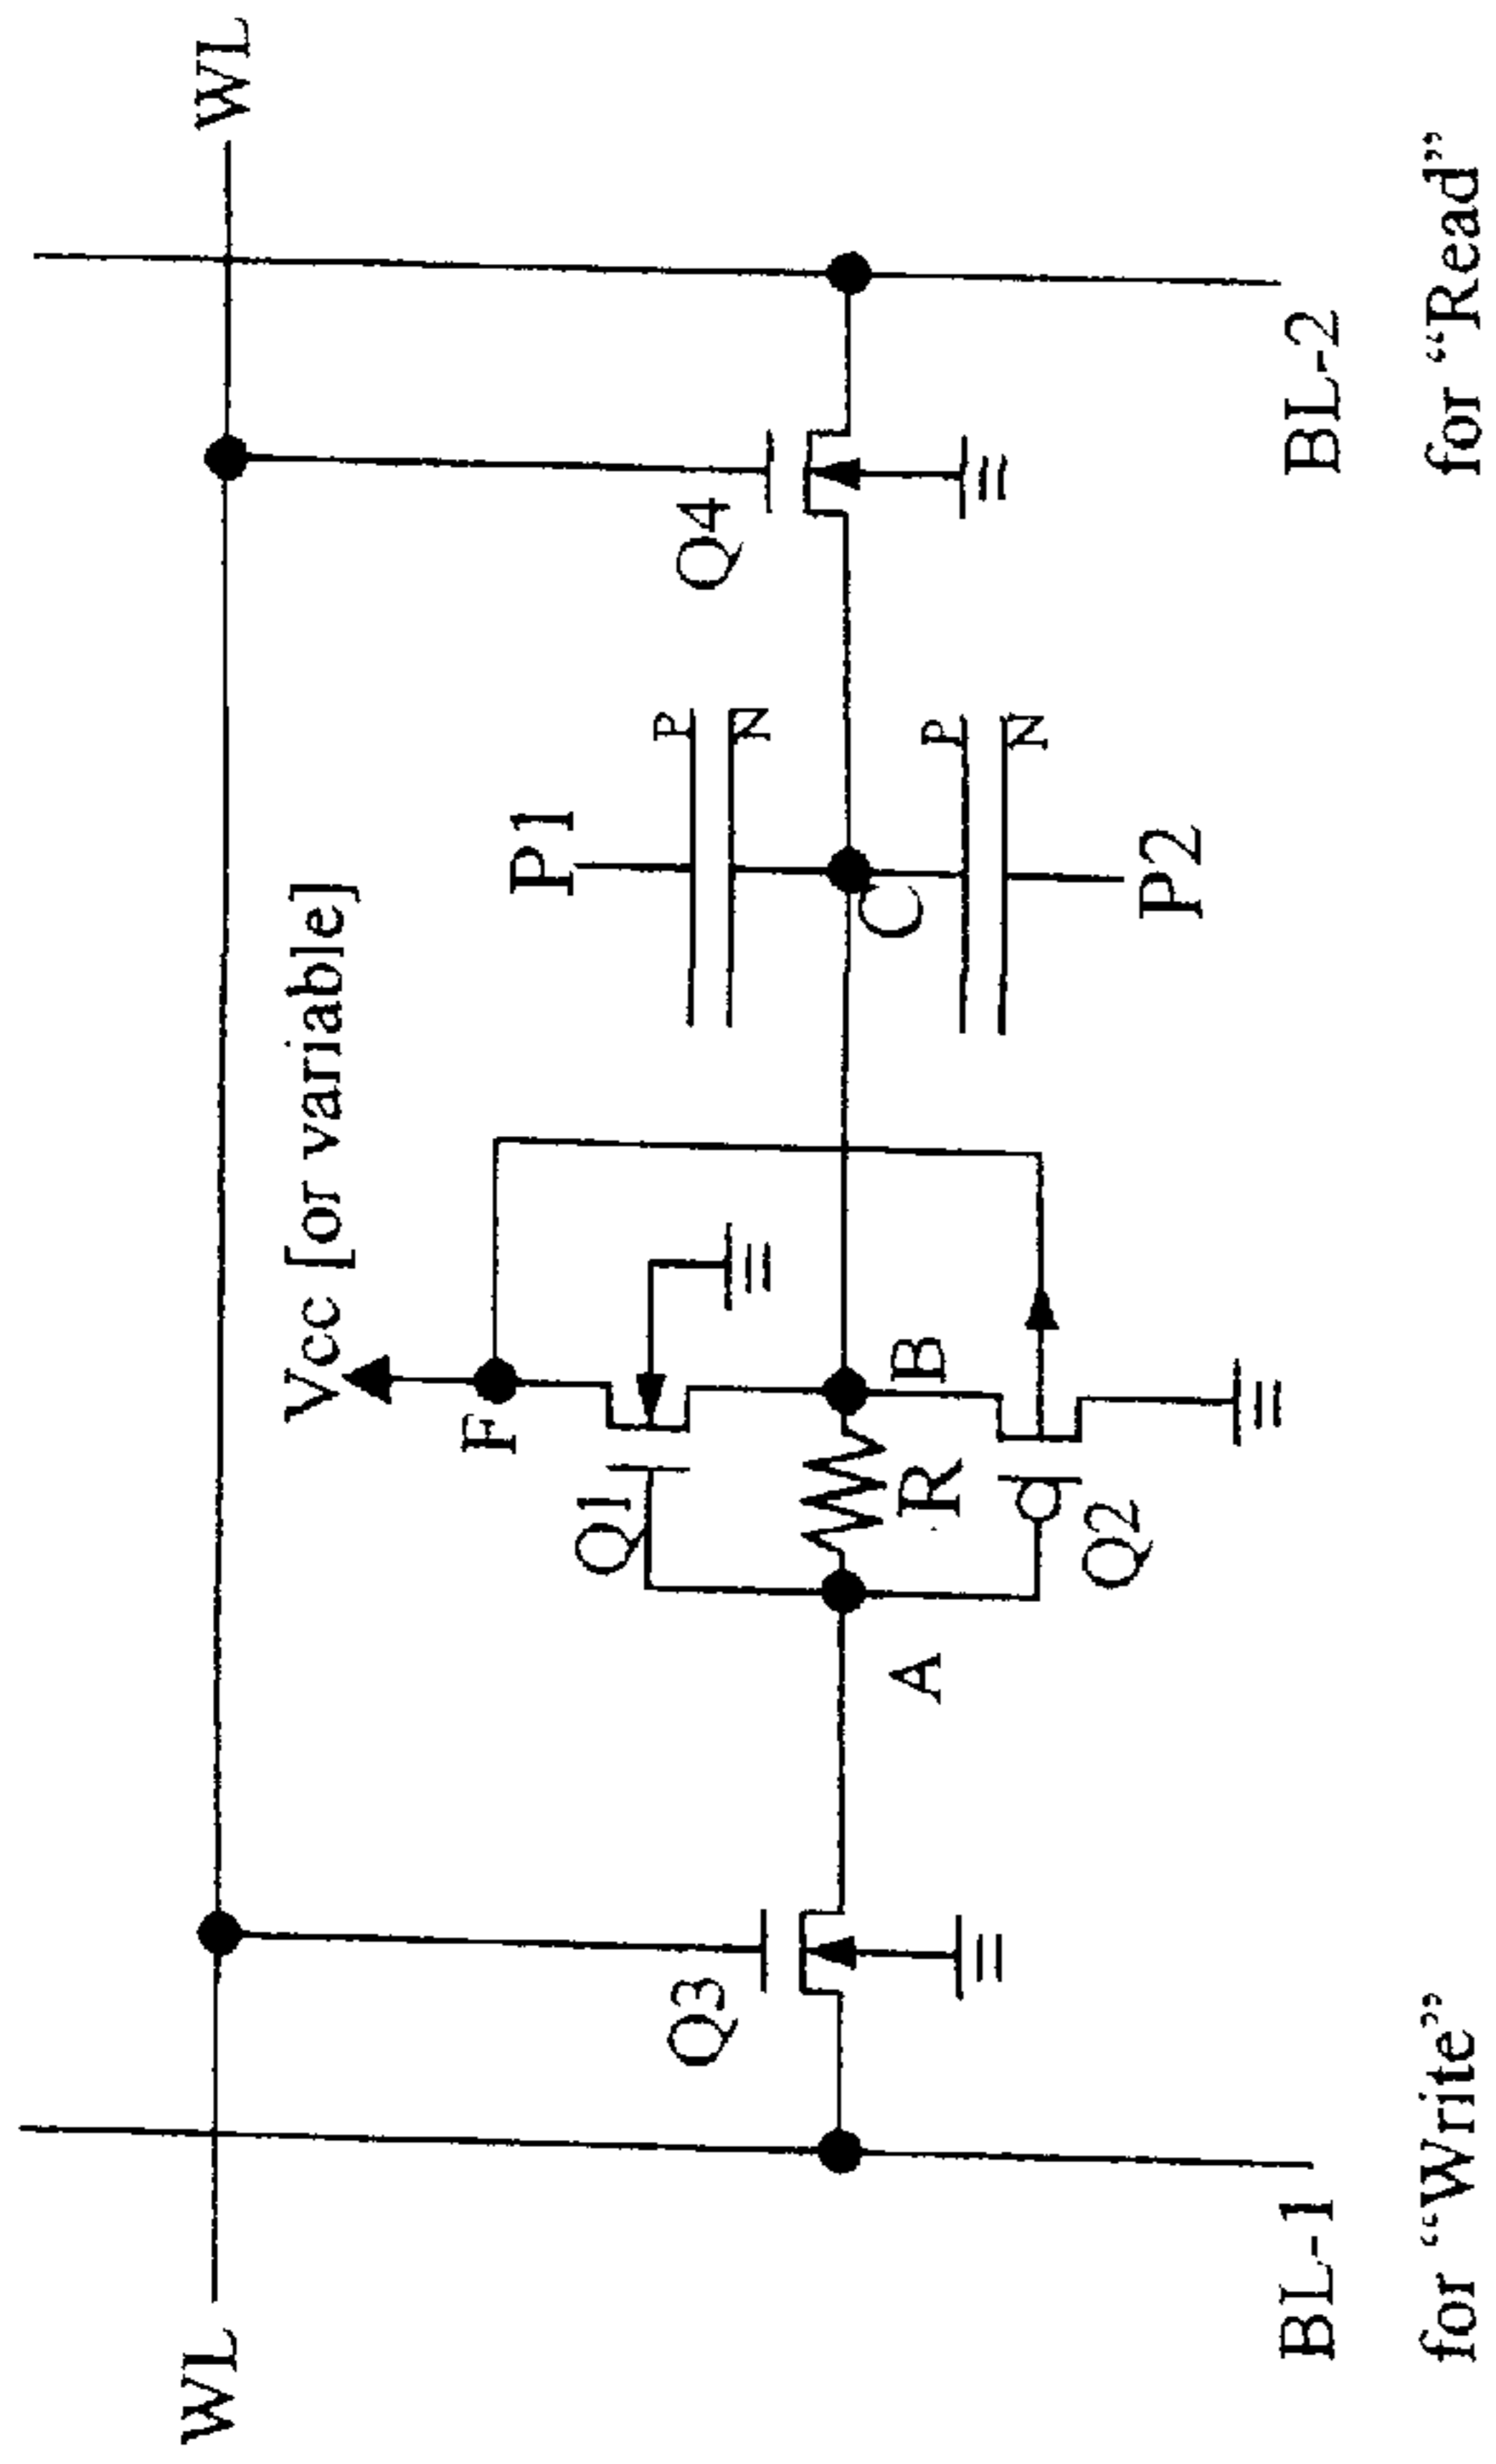 WL
WL
Vcc [or variable]
F
P1
P
N
Q1
Q3
Q4
R
B
A
C
P
N
P2
Q2
BL-1
BL-2
for “Write”
for “Read”